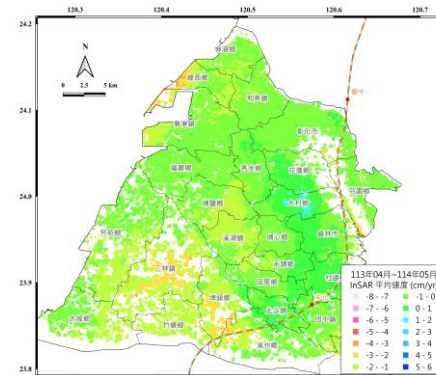 120.3
120.4
120.5
120.6
120.7
24.2
24.1
24.0
23.9
23.8
N
0 2.5 5 km
伸港鄉
線西鄉
和美鎮
鹿港鎮
彰化市
福興鄉
秀水鄉
花壇鄉
芬園鄉
埔鹽鄉
大村鄉
芳苑鄉
溪湖鎮
埔心鄉
員林市
二林鎮
永靖鄉
田尾鄉
社頭鄉
埤頭鄉
大城鄉
竹塘鄉
北斗鎮
田中鎮
溪州鄉
113年04月~114年05月
InSAR 平均速度 (cm/yr)
-8 - -7
-7 - -6
-6 - -5
-5 - -4
-4 - -3
-3 - -2
-2 - -1
-1 - 0
0 - 1
1 - 2
2 - 3
3 - 4
4 - 5
5 - 6